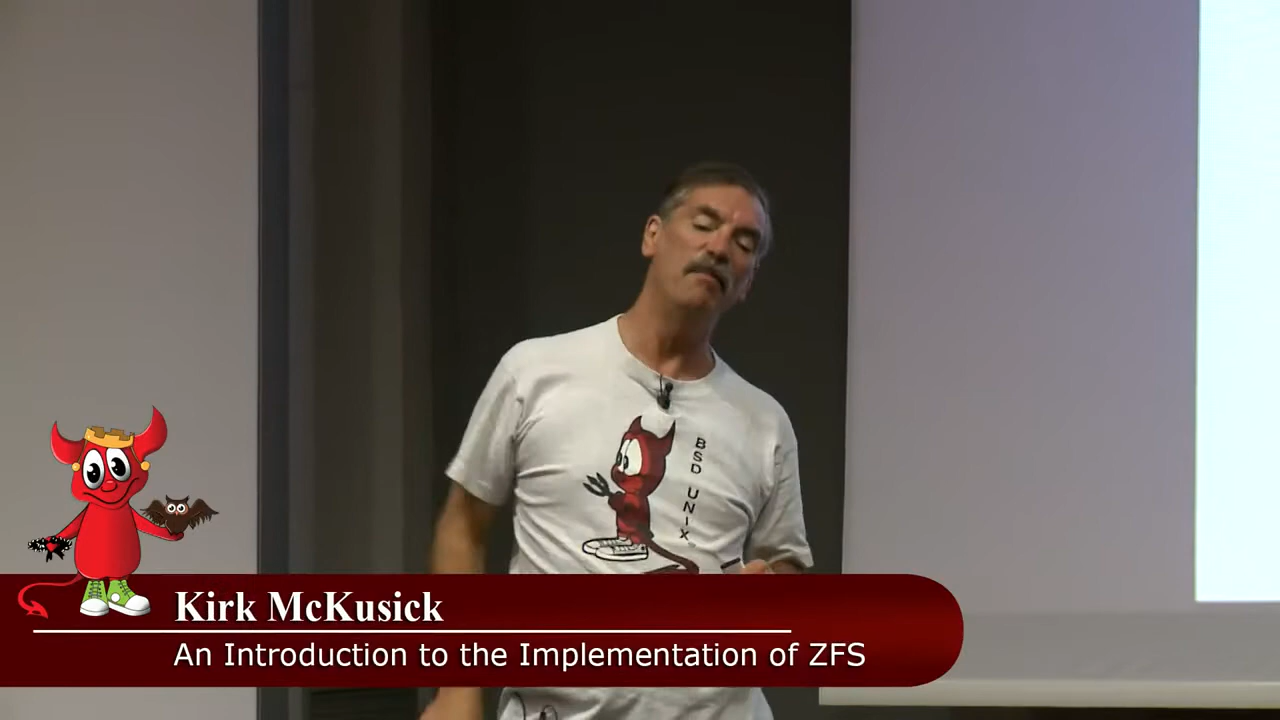 BSD UNIX
Kirk McKusick
An Introduction to the Implementation of ZFS